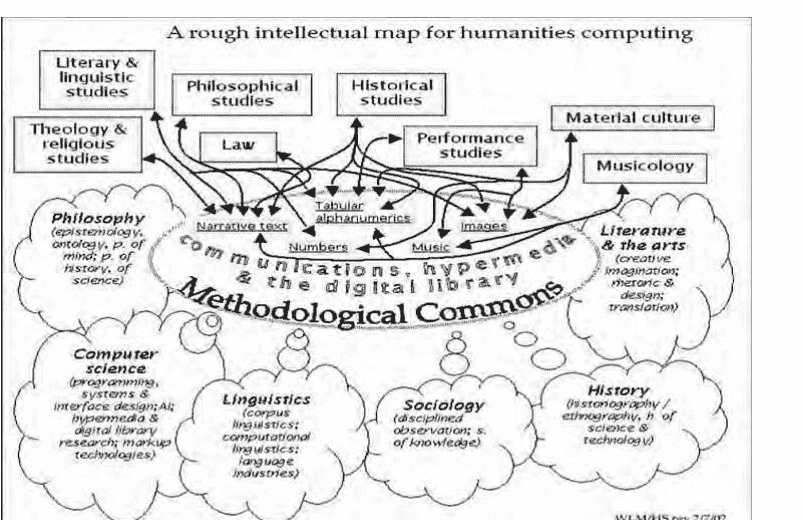 A rough intellectual map for humanities computing
Literary &
linguistic
studies
Philosophical
studies
Historical
studies
Material culture
Theology &
religious
studies
Law
Performance
studies
Musicology
Narrative text
Tabular
alphanumerics
Numbers
Music
Images
communications, hypermedia
& the digital library
Methodological Commons
Philosophy
(epistemology,
ontology, p. of
mind; p. of
history, of
science)
Literature
& the arts
(creative
imagination;
rhetoric &
design;
translation)
Computer
science
(programming,
systems &
interface design; AI;
hypermedia &
digital library
research; markup
technologies)
Linguistics
(corpus
linguistics;
computational
linguistics;
language
industries)
Sociology
(disciplined
observation; s.
of knowledge)
History
(historiography /
ethnography, h. of
science &
technology)